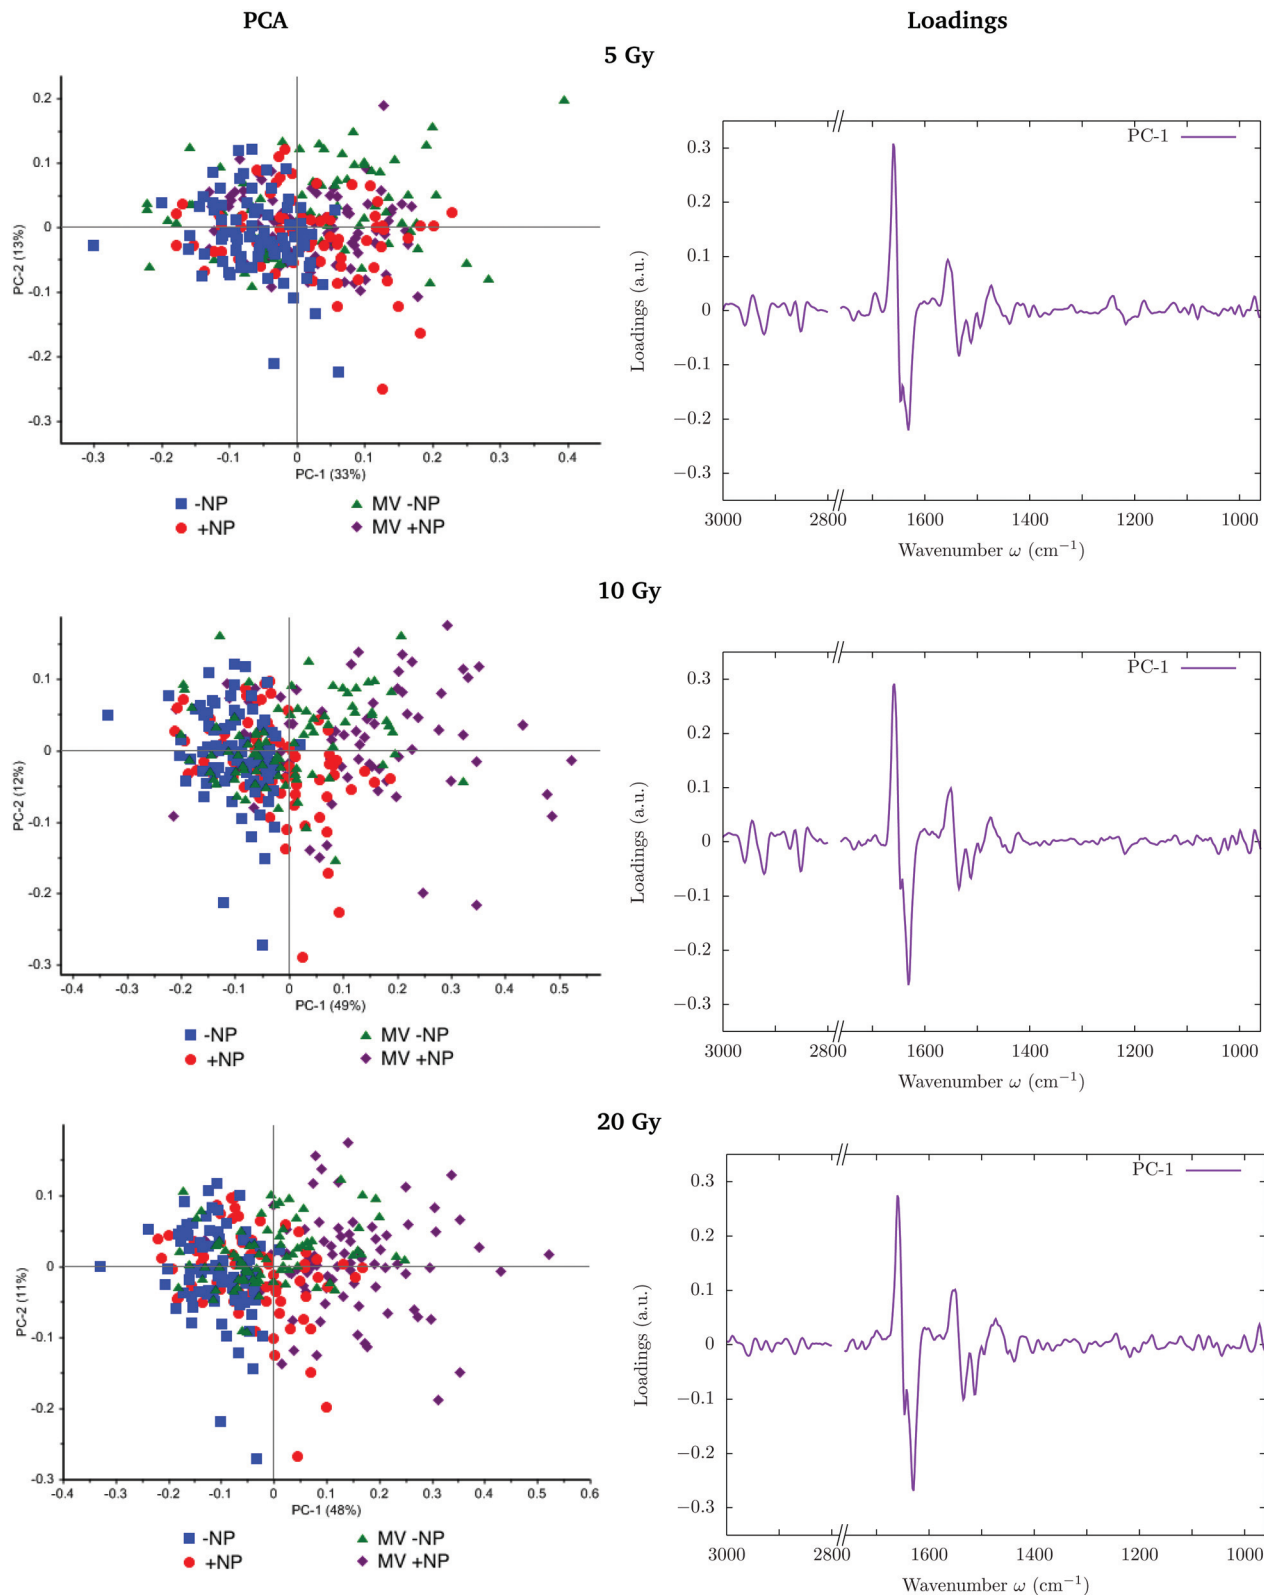 PCA
Loadings
5 Gy
0.2
0.1
0
-0.1
-0.2
-0.3
PC-2 (13%)
-0.3 -0.2 -0.1 0 0.1 0.2 0.3 0.4
PC-1 (33%)
-NP MV -NP
+NP MV +NP
PC-1
0.3
0.2
0.1
0
−0.1
−0.2
−0.3
Loadings (a.u.)
3000 2800 1600 1400 1200 1000
Wavenumber ω (cm−1)
10 Gy
0.1
0
-0.1
-0.2
-0.3
PC-2 (12%)
-0.4 -0.3 -0.2 -0.1 0 0.1 0.2 0.3 0.4 0.5
PC-1 (49%)
-NP MV -NP
+NP MV +NP
PC-1
0.3
0.2
0.1
0
−0.1
−0.2
−0.3
Loadings (a.u.)
3000 2800 1600 1400 1200 1000
Wavenumber ω (cm−1)
20 Gy
0.1
0
-0.1
-0.2
-0.3
PC-2 (11%)
-0.4 -0.3 -0.2 -0.1 0 0.1 0.2 0.3 0.4 0.5 0.6
PC-1 (48%)
-NP MV -NP
+NP MV +NP
PC-1
0.3
0.2
0.1
0
−0.1
−0.2
−0.3
Loadings (a.u.)
3000 2800 1600 1400 1200 1000
Wavenumber ω (cm−1)